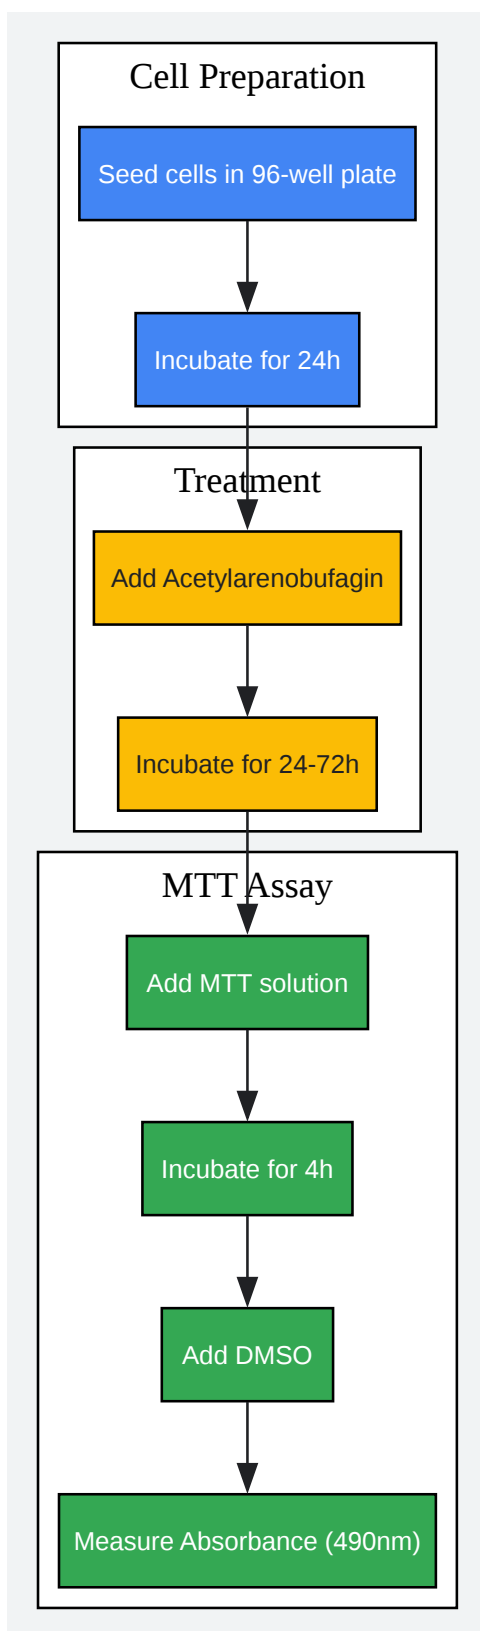 Cell Preparation
Seed cells in 96-well plate
Incubate for 24h
Treatment
Add Acetylarenobufagin
Incubate for 24-72h
MTT Assay
Add MTT solution
Incubate for 4h
Add DMSO
Measure Absorbance (490nm)